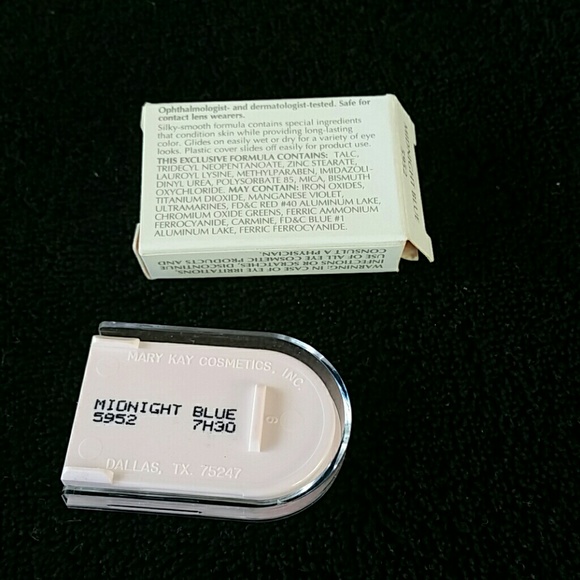 Ophthalmologist- and dermatologist-tested. Safe for
contact lens wearers.
Silky-smooth formula contains special ingredients
that condition skin while providing long-lasting
color. Glides on easily wet or dry for a variety of eye
looks. Plastic cover slides off easily for product use.
THIS EXCLUSIVE FORMULA CONTAINS: TALC,
TRIDECYL NEOPENTANOATE, ZINC STEARATE,
LAUROYL LYSINE, METHYLPARABEN, IMIDAZOLI-
DINYL UREA, POLYSORBATE 85, MICA, BISMUTH
OXYCHLORIDE. MAY CONTAIN: IRON OXIDES,
TITANIUM DIOXIDE, MANGANESE VIOLET,
ULTRAMARINES, FD&C RED #40 ALUMINUM LAKE,
CHROMIUM OXIDE GREENS, FERRIC AMMONIUM
FERROCYANIDE, CARMINE, FD&C BLUE #1
ALUMINUM LAKE, FERRIC FERROCYANIDE.
WARNING: IN CASE OF EYE IRRITATIONS,
INFECTIONS OR SCRATCHES, DISCONTINUE
USE OF ALL EYE COSMETIC PRODUCTS AND
CONSULT A PHYSICIAN.
MIDNIGHT BLUE
5952
MARY KAY COSMETICS, INC.
MIDNIGHT BLUE
5952 7H30
6
DALLAS, TX. 75247